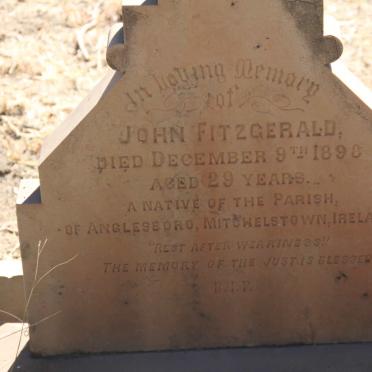 In Loving Memory
of
JOHN FITZGERALD,
DIED DECEMBER 9TH 1898
AGED 29 YEARS.
A NATIVE OF THE PARISH,
OF ANGLESBORO, MITCHELSTOWN, IRELA
"REST AFTER WEARINESS"
THE MEMORY OF THE JUST IS BLESSED
R.I.P.